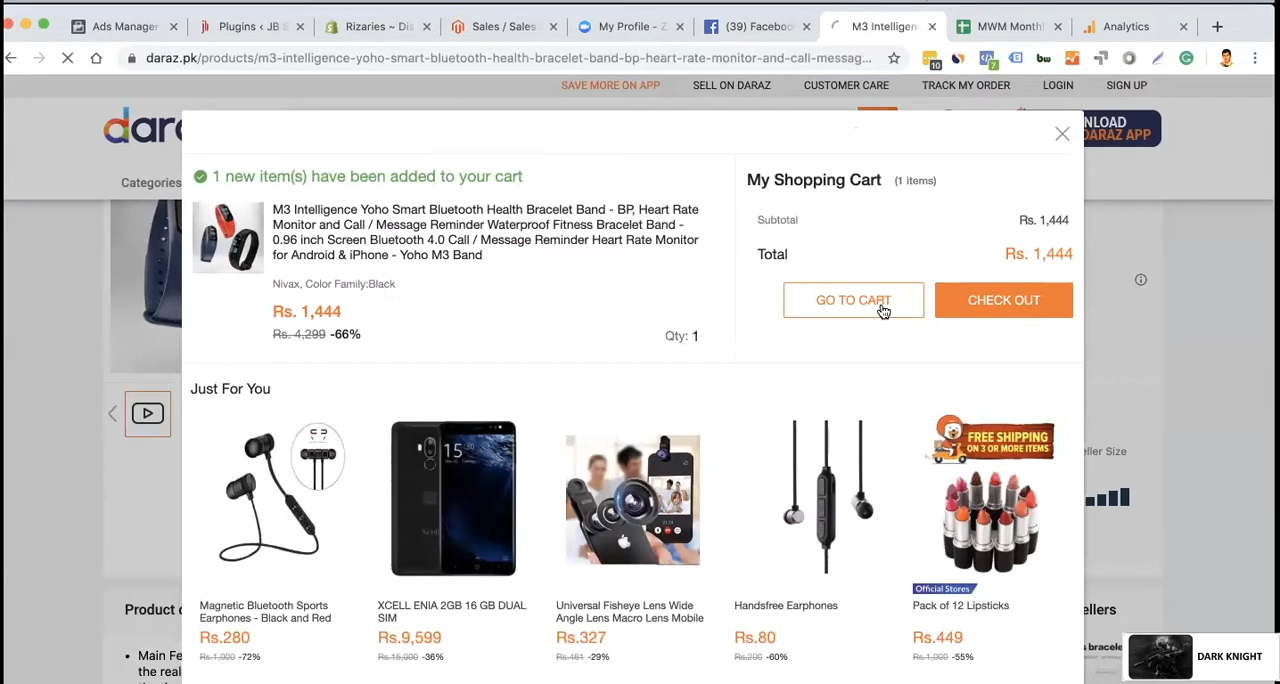 Ads Manager
Plugins ‹ JB S
Rizaries ~ Dis
Sales / Sales
My Profile - Z
(39) Facebook
M3 Intelligen
MWM Monthl
Analytics
daraz.pk/products/m3-intelligence-yoho-smart-bluetooth-health-bracelet-band-bp-heart-rate-monitor-and-call-messag...
10
7
bw
SAVE MORE ON APP
SELL ON DARAZ
CUSTOMER CARE
TRACK MY ORDER
LOGIN
SIGN UP
dara
NLOAD
DARAZ APP
Categories
1 new item(s) have been added to your cart
M3 Intelligence Yoho Smart Bluetooth Health Bracelet Band - BP, Heart Rate
Monitor and Call / Message Reminder Waterproof Fitness Bracelet Band -
0.96 inch Screen Bluetooth 4.0 Call / Message Reminder Heart Rate Monitor
for Android & iPhone - Yoho M3 Band
Nivax, Color Family:Black
Rs. 1,444
Rs. 4,299 -66%
Qty: 1
My Shopping Cart (1 items)
Subtotal
Rs. 1,444
Total
Rs. 1,444
GO TO CART
CHECK OUT
eller Size
Just For You
15
FREE SHIPPING
ON 3 OR MORE ITEMS
Official Stores
Magnetic Bluetooth Sports
Earphones - Black and Red
Rs.280
Rs.1,000 -72%
XCELL ENIA 2GB 16 GB DUAL
SIM
Rs.9,599
Rs.15,000 -36%
Universal Fisheye Lens Wide
Angle Lens Macro Lens Mobile
Rs.327
Rs.461 -29%
Handsfree Earphones
Rs.80
Rs.200 -60%
Pack of 12 Lipsticks
Rs.449
Rs.1,000 -55%
Product d
Main Fe
the real
ellers
DARK KNIGHT